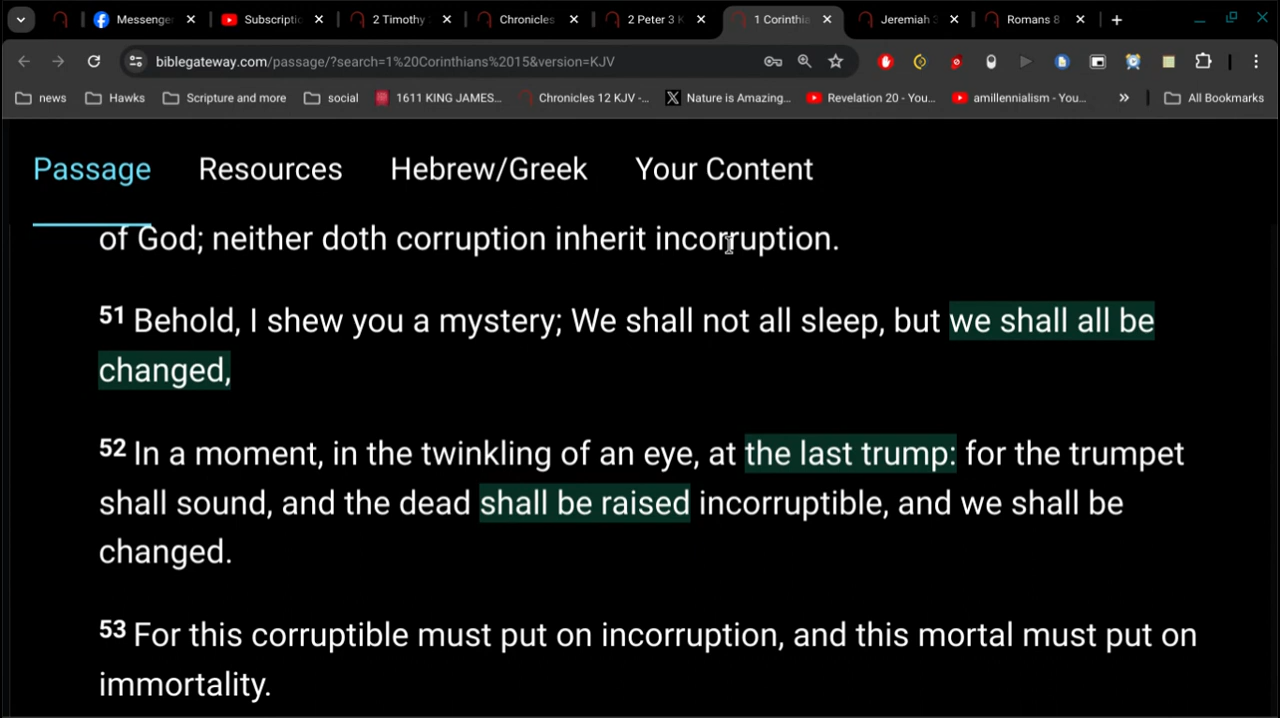 Messenge
Subscriptic
2 Timothy
Chronicles
2 Peter 3 K
1 Corinthia
Jeremiah 3
Romans 8
biblegateway.com/passage/?search=1%20Corinthians%2015&version=KJV
news
Hawks
Scripture and more
social
1611 KING JAMES...
Chronicles 12 KJV -...
Nature is Amazing...
Revelation 20 - You...
amillennialism - You...
»
All Bookmarks
Passage
Resources
Hebrew/Greek
Your Content
of God; neither doth corruption inherit incorruption.
51 Behold, I shew you a mystery; We shall not all sleep, but we shall all be
changed,
52 In a moment, in the twinkling of an eye, at the last trump: for the trumpet
shall sound, and the dead shall be raised incorruptible, and we shall be
changed.
53 For this corruptible must put on incorruption, and this mortal must put on
immortality.